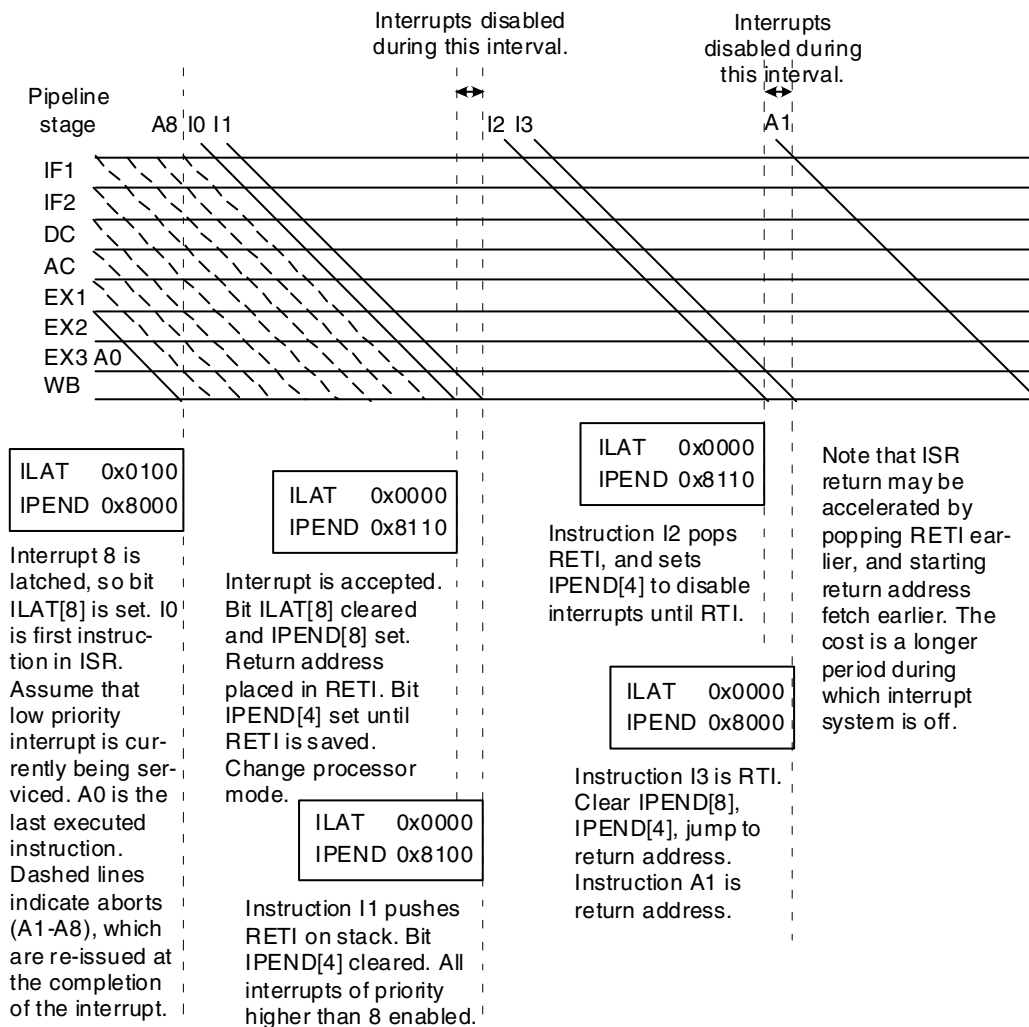 Interrupts disabled
during this interval.
Interrupts
disabled during
this interval.
Pipeline
stage
A8 I0 I1
I2 I3
A1
IF1
IF2
DC
AC
EX1
EX2
EX3 A0
WB
ILAT 0x0100
IPEND 0x8000
Interrupt 8 is
latched, so bit
ILAT[8] is set. I0
is first instruc-
tion in ISR.
Assume that
low priority
interrupt is cur-
rently being ser-
viced. A0 is the
last executed
instruction.
Dashed lines
indicate aborts
(A1-A8), which
are re-issued at
the completion
of the interrupt.
ILAT 0x0000
IPEND 0x8110
Interrupt is accepted.
Bit ILAT[8] cleared
and IPEND[8] set.
Return address
placed in RETI. Bit
IPEND[4] set until
RETI is saved.
Change processor
mode.
ILAT 0x0000
IPEND 0x8100
Instruction I1 pushes
RETI on stack. Bit
IPEND[4] cleared. All
interrupts of priority
higher than 8 enabled.
ILAT 0x0000
IPEND 0x8110
Instruction I2 pops
RETI, and sets
IPEND[4] to disable
interrupts until RTI.
ILAT 0x0000
IPEND 0x8000
Instruction I3 is RTI.
Clear IPEND[8],
IPEND[4], jump to
return address.
Instruction A1 is
return address.
Note that ISR
return may be
accelerated by
popping RETI ear-
lier, and starting
return address
fetch earlier. The
cost is a longer
period during
which interrupt
system is off.